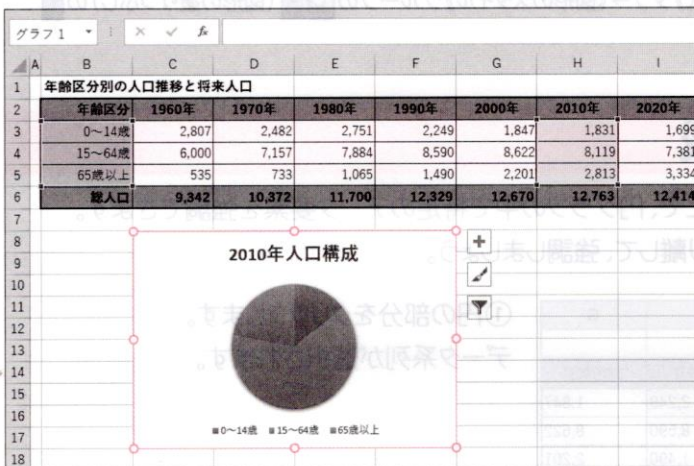 グラフ1 fx
A B C D E F G H I
1 年齢区分別の人口推移と将来人口
2 年齢区分 1960年 1970年 1980年 1990年 2000年 2010年 2020年
3 0～14歳 2,807 2,482 2,751 2,249 1,847 1,831 1,699
4 15～64歳 6,000 7,157 7,884 8,590 8,622 8,119 7,381
5 65歳以上 535 733 1,065 1,490 2,201 2,813 3,334
6 総人口 9,342 10,372 11,700 12,329 12,670 12,763 12,414
7
8
2010年人口構成
9
10
11
12
13
14
15
16
■0～14歳 ■15～64歳 ■65歳以上
17
18